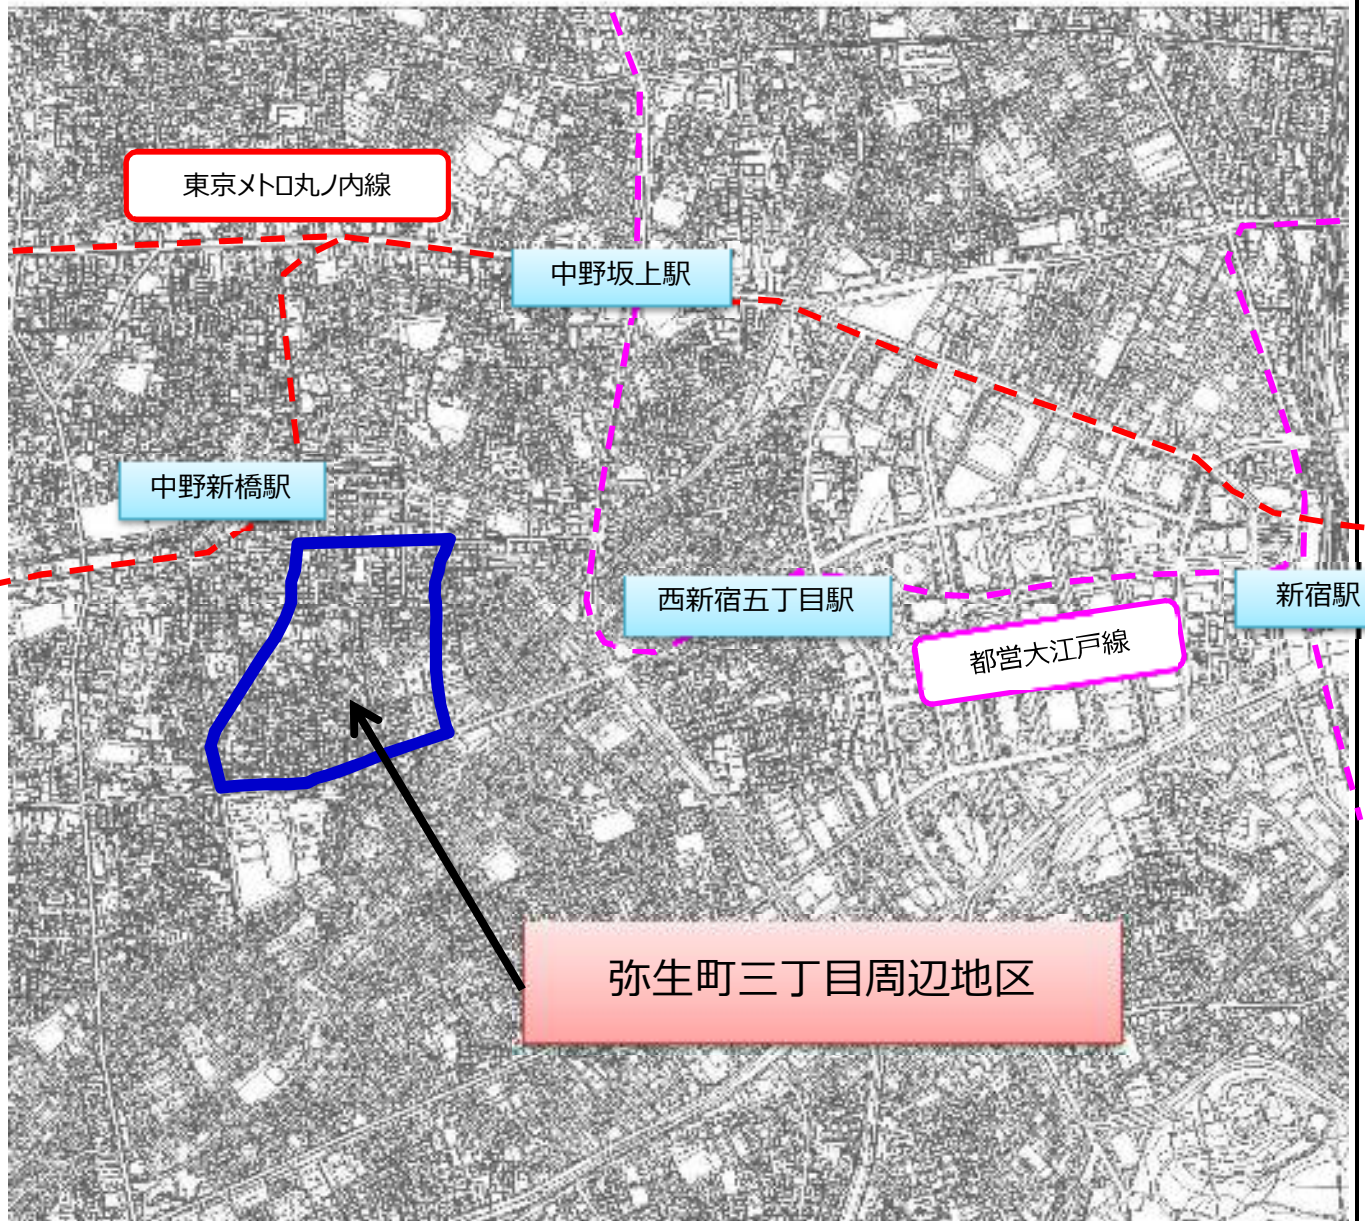 東京メトロ丸ノ内線
中野坂上駅
中野新橋駅
西新宿五丁目駅
新宿駅
都営大江戸線
弥生町三丁目周辺地区